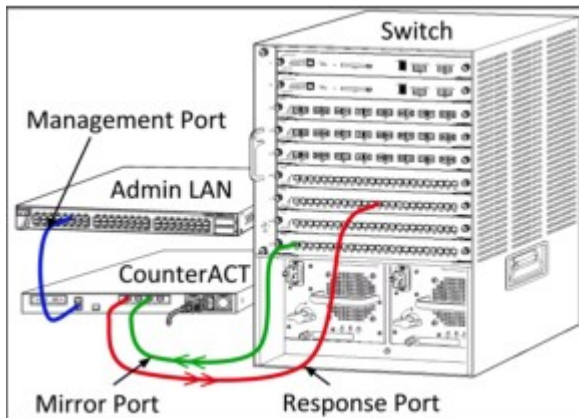 Switch
Management Port
Admin LAN
CounterACT
Mirror Port
Response Port